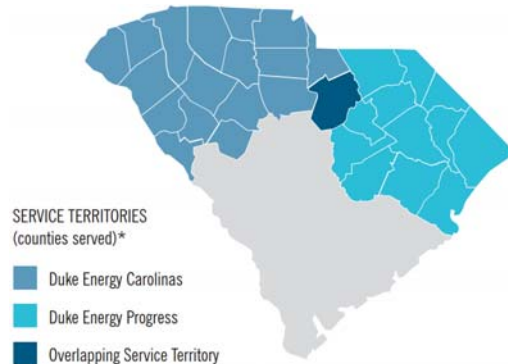 SERVICE TERRITORIES
(counties served)*
Duke Energy Carolinas
Duke Energy Progress
Overlapping Service Territory